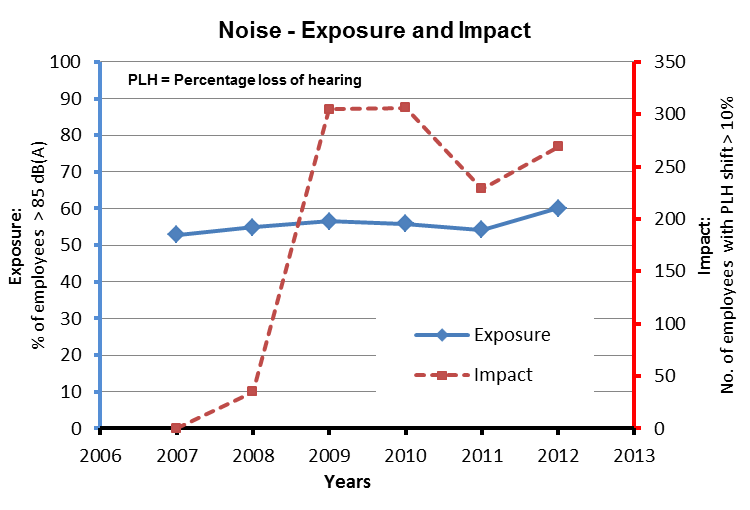 Noise - Exposure and Impact
PLH = Percentage loss of hearing
Exposure:
% of employees > 85 dB(A)
100
90
80
70
60
50
40
30
20
10
0
350
300
250
200
150
100
50
0
Impact:
No. of employees with PLH shift > 10%
Exposure
Impact
2006 2007 2008 2009 2010 2011 2012 2013
Years